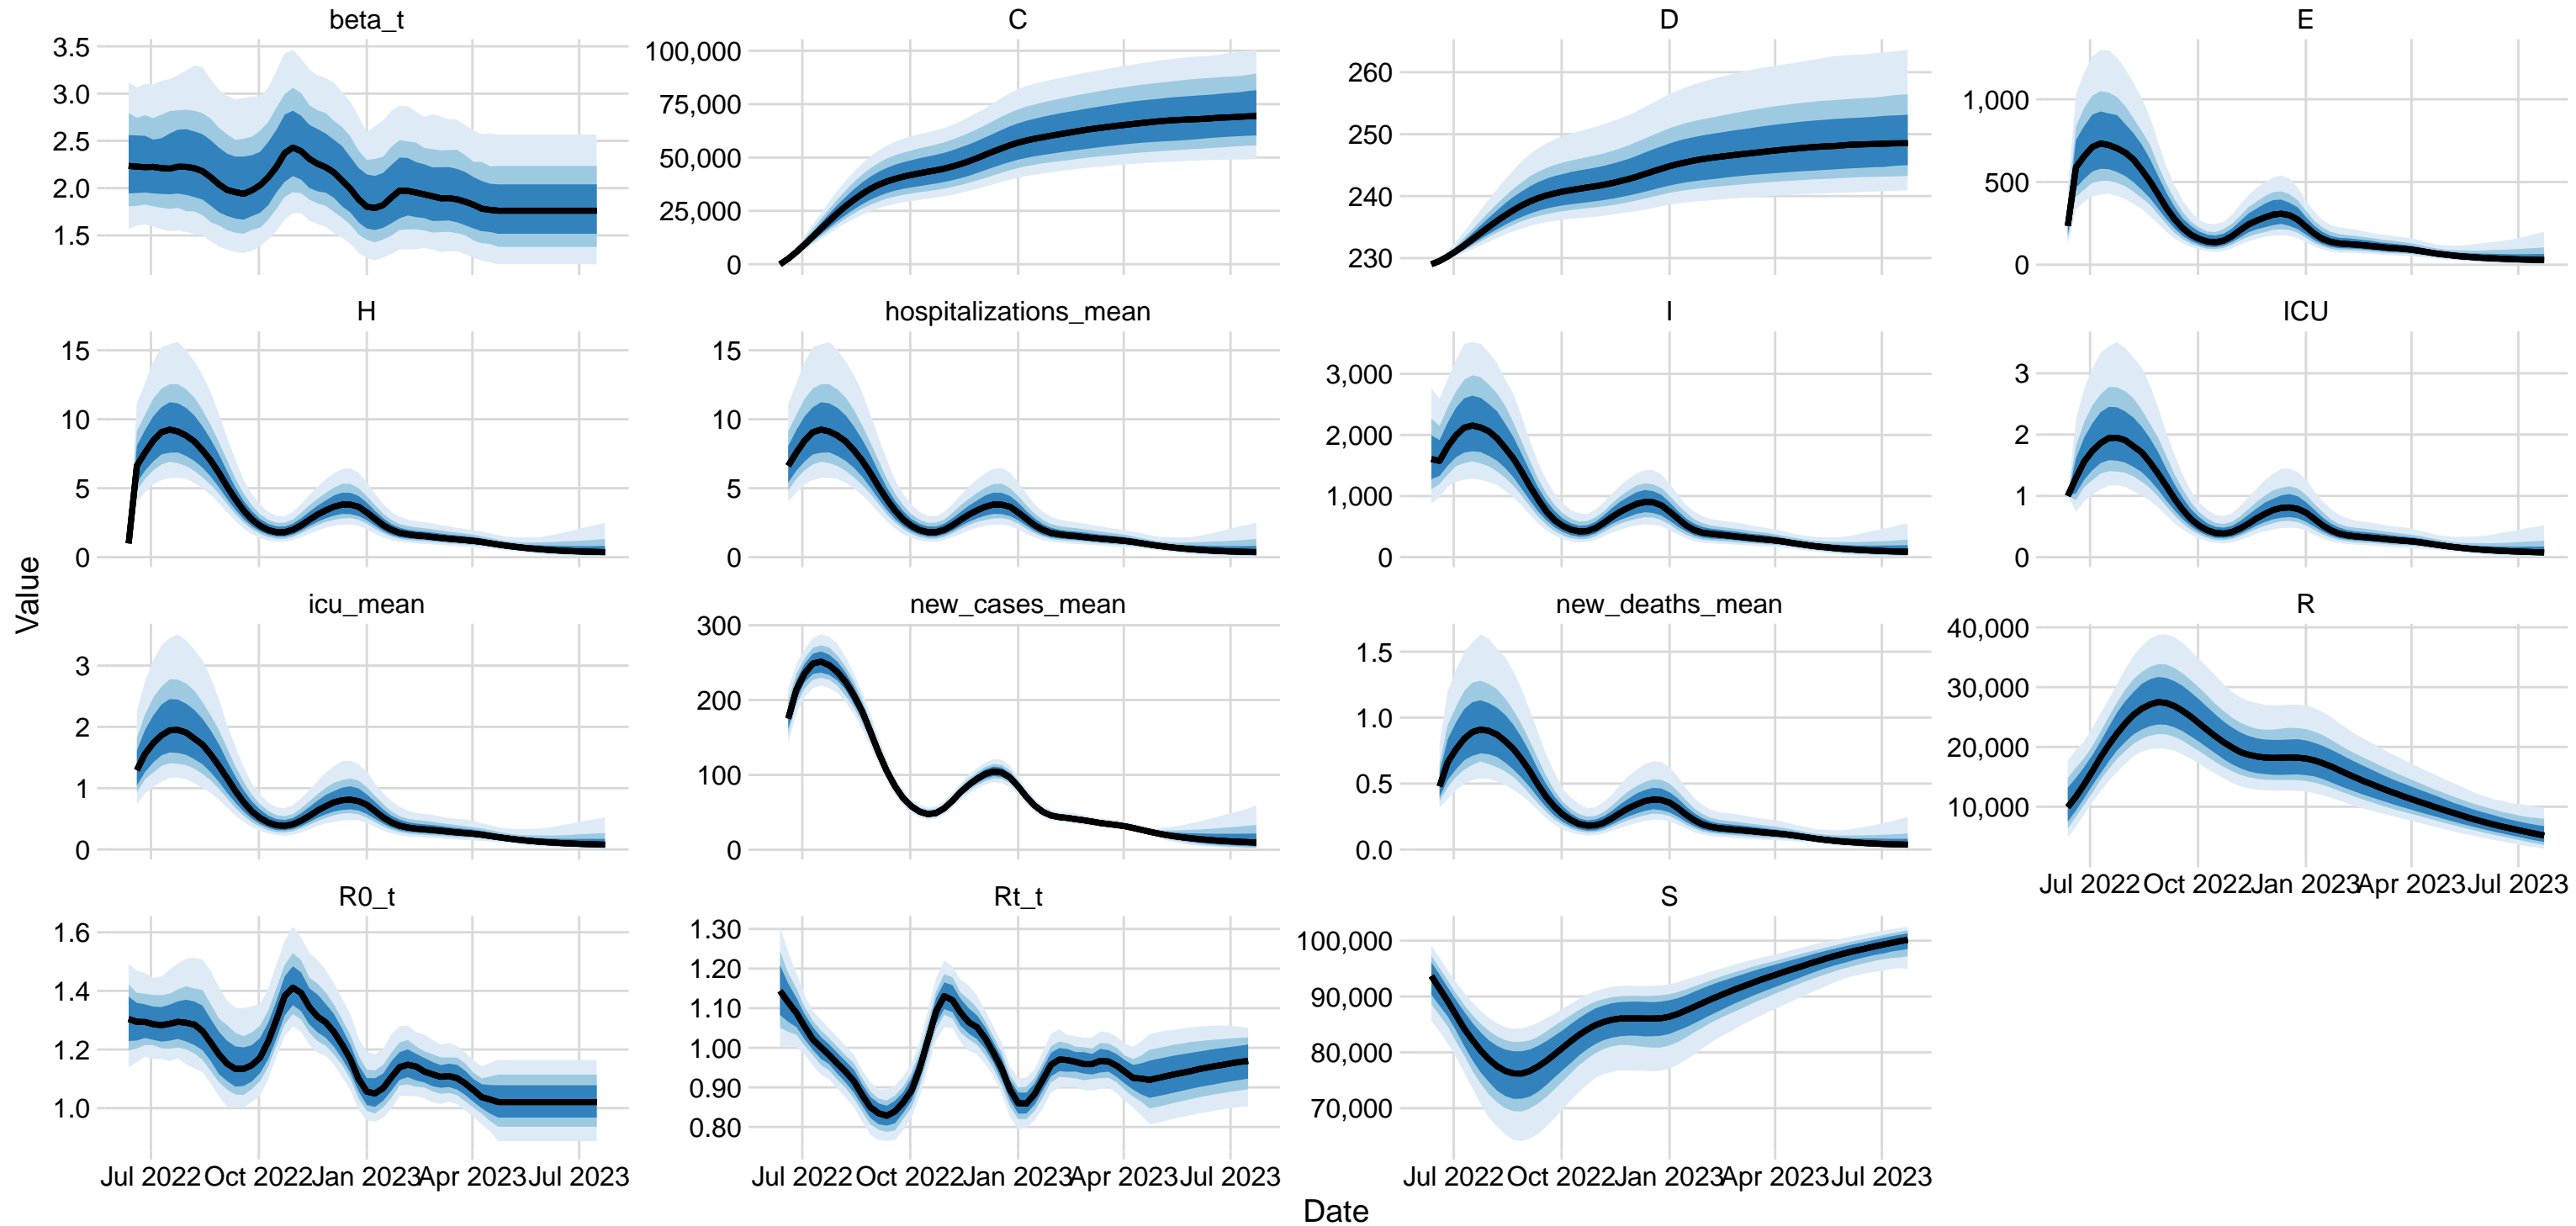 beta_t C D E
3.5 100,000 260 1,000
3.0 75,000 250 500
2.5 50,000 240 0
2.0 25,000 230
1.5 0
H hospitalizations_mean I ICU
15 15 3,000 3
10 10 2,000 2
5 5 1,000 1
0 0 0 0
Value
icu_mean new_cases_mean new_deaths_mean R
3 300 1.5 40,000
2 200 1.0 30,000
1 100 0.5 20,000
0 0 0.0 10,000
Jul 2022 Oct 2022 Jan 2023 Apr 2023 Jul 2023
R0_t Rt_t S
1.6 1.30 100,000
1.4 1.20 90,000
1.2 1.10 80,000
1.0 1.00 70,000
0.90
0.80
Jul 2022 Oct 2022 Jan 2023 Apr 2023 Jul 2023 Jul 2022 Oct 2022 Jan 2023 Apr 2023 Jul 2023 Jul 2022 Oct 2022 Jan 2023 Apr 2023 Jul 2023
Date